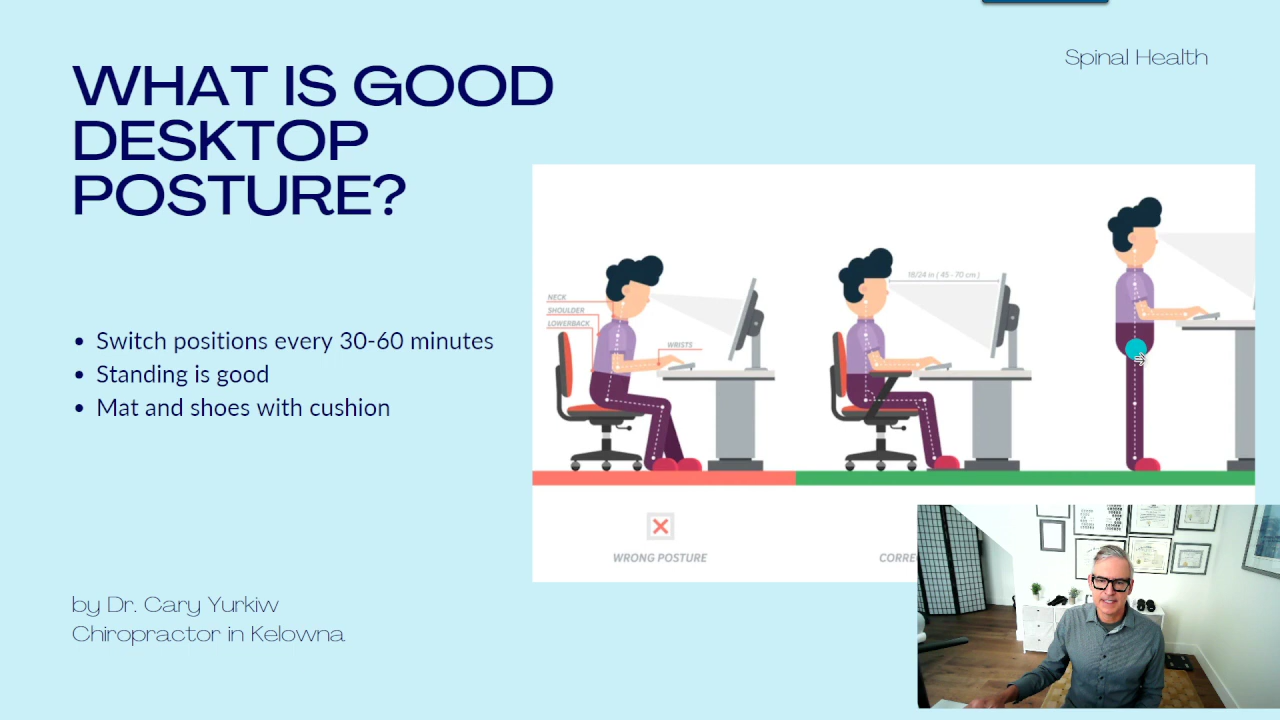 Spinal Health
WHAT IS GOOD
DESKTOP
POSTURE?
• Switch positions every 30-60 minutes
• Standing is good
• Mat and shoes with cushion
NECK
SHOULDER
LOWERBACK
WRISTS
18/24 in ( 45 - 70 cm )
WRONG POSTURE
CORRE
by Dr. Cary Yurkiw
Chiropractor in Kelowna